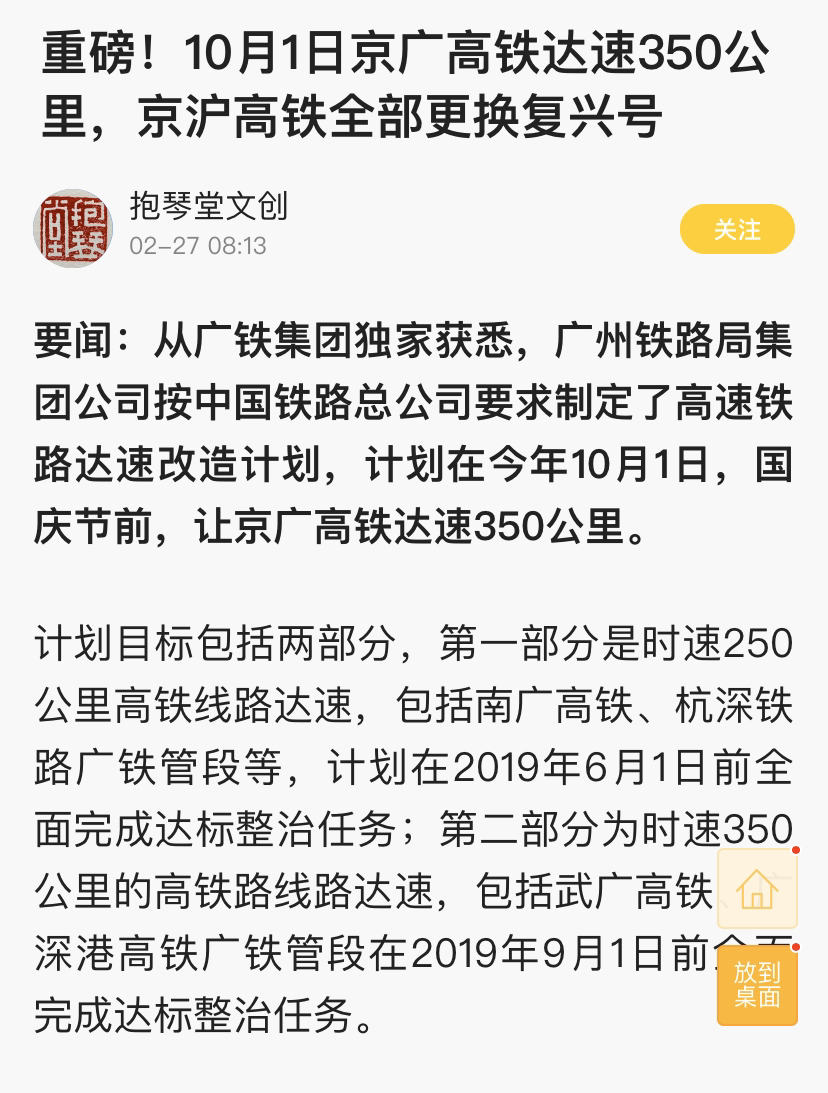 重磅！10月1日京广高铁达速350公
里，京沪高铁全部更换复兴号
抱琴堂文创
02-27 08:13
关注
要闻：从广铁集团独家获悉，广州铁路局集
团公司按中国铁路总公司要求制定了高速铁
路达速改造计划，计划在今年10月1日，国
庆节前，让京广高铁达速350公里。
计划目标包括两部分，第一部分是时速250
公里高铁线路达速，包括南广高铁、杭深铁
路广铁管段等，计划在2019年6月1日前全
面完成达标整治任务；第二部分为时速350
公里的高铁路线路达速，包括武广高铁、广
深港高铁广铁管段在2019年9月1日前全面
完成达标整治任务。
放到
桌面